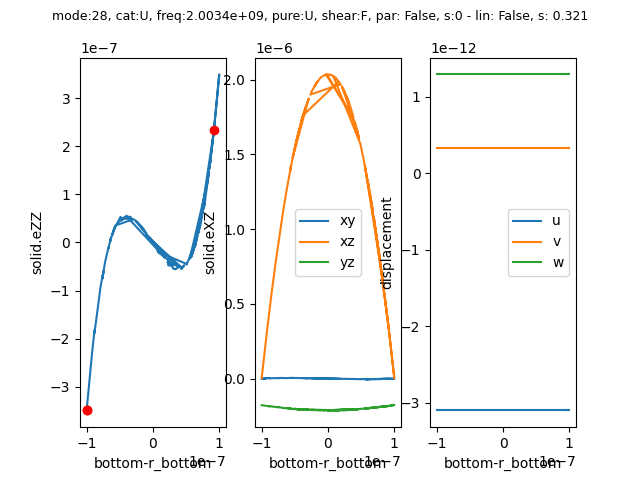 mode:28, cat:U, freq:2.0034e+09, pure:U, shear:F, par: False, s:0 - lin: False, s: 0.321
1e−7
3
2
1
0
−1
−2
−3
solid.eZZ
−1
0
1
1e−7
bottom-r_bottom
1e−6
2.0
1.5
1.0
0.5
0.0
solid.eXZ
xy
xz
yz
−1
0
1
1e−7
bottom-r_bottom
1e−12
1
0
−1
−2
−3
displacement
u
v
w
−1
0
1
1e−7
bottom-r_bottom